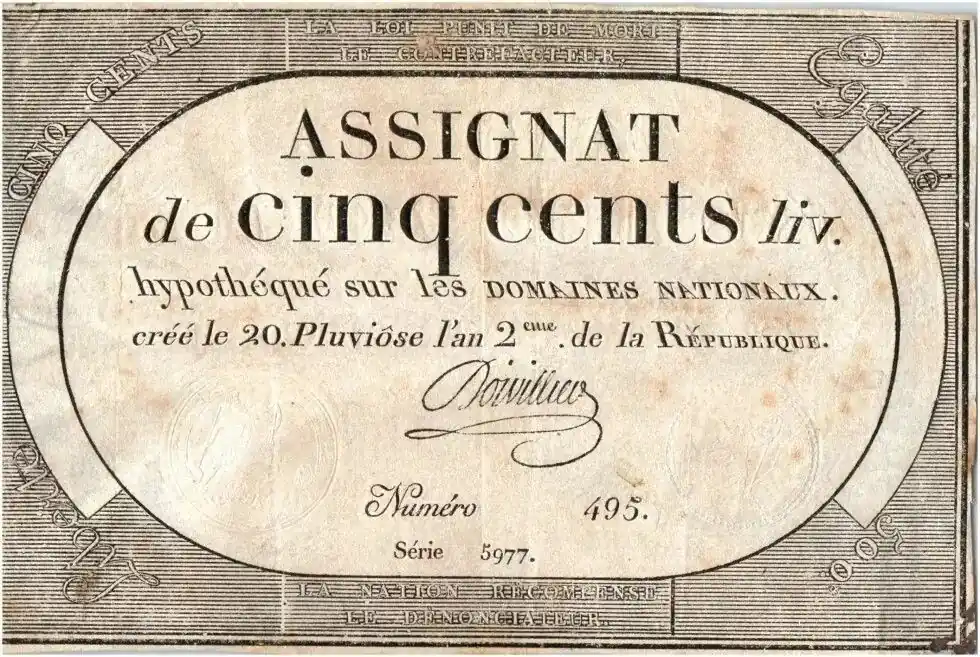 LA LOI PUNIT DE MORT
LE CONTREFACTEUR.
CINQ CENTS
Egalité
ASSIGNAT
de cinq cents liv.
hypothéqué sur les DOMAINES NATIONAUX.
créé le 20. Pluviôse l'an 2eme. de la RÉPUBLIQUE.
Numéro 495.
Série 5977.
Liberté
500
LA NATION RECOMPENSE
LE DENONCIATEUR.